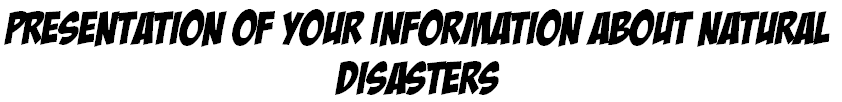 PRESENTATION OF YOUR INFORMATION ABOUT NATURAL
DISASTERS